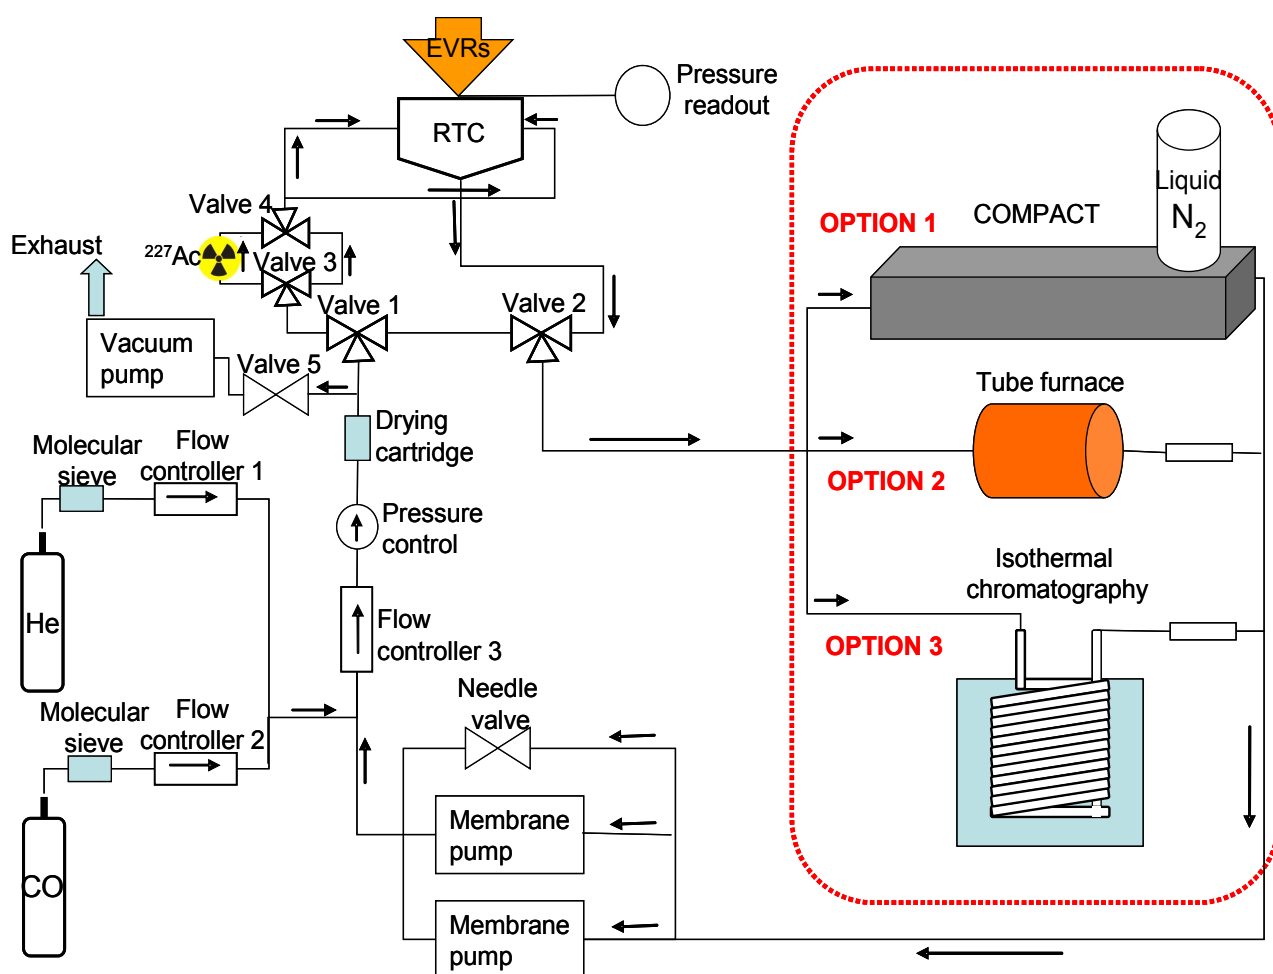 EVRs
Pressure
readout
RTC
Valve 4
Liquid
N2
OPTION 1
COMPACT
Exhaust
227Ac
Valve 3
Valve 1
Valve 2
Vacuum
pump
Valve 5
Tube furnace
Drying
cartridge
Molecular
sieve
Flow
controller 1
OPTION 2
Pressure
control
Isothermal
chromatography
He
Flow
controller 3
OPTION 3
Molecular
sieve
Flow
controller 2
Needle
valve
Membrane
pump
CO
Membrane
pump